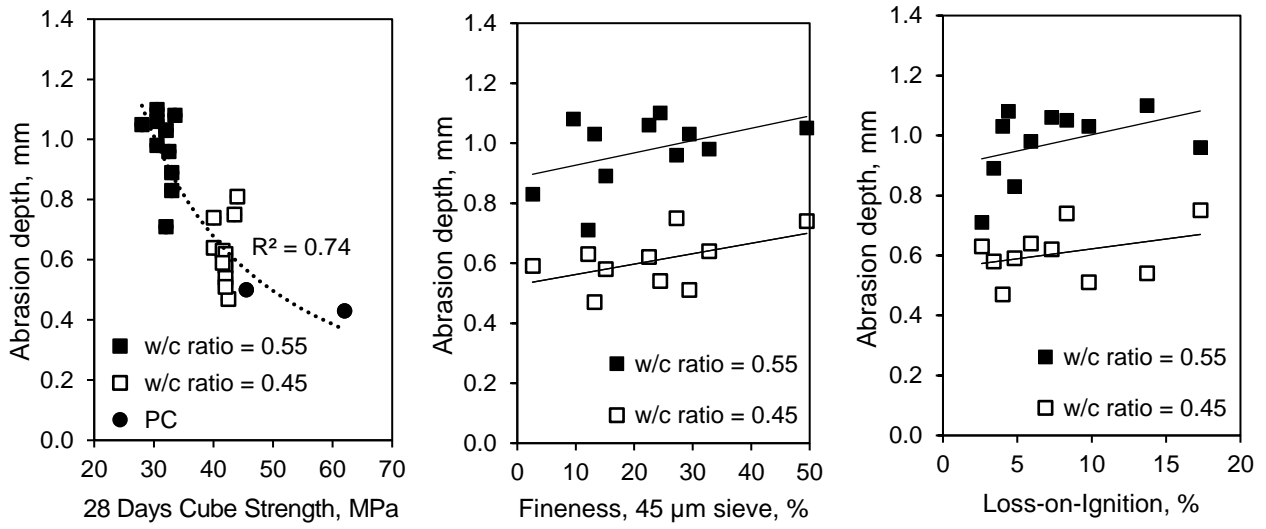 1.4
1.2
1.0
0.8
0.6
0.4
0.2
0.0
Abrasion depth, mm
R² = 0.74
w/c ratio = 0.55
w/c ratio = 0.45
PC
20 30 40 50 60 70
28 Days Cube Strength, MPa
1.4
1.2
1.0
0.8
0.6
0.4
0.2
0.0
Abrasion depth, mm
w/c ratio = 0.55
w/c ratio = 0.45
0 10 20 30 40 50
Fineness, 45 µm sieve, %
1.4
1.2
1.0
0.8
0.6
0.4
0.2
0.0
Abrasion depth, mm
w/c ratio = 0.55
w/c ratio = 0.45
0 5 10 15 20
Loss-on-Ignition, %